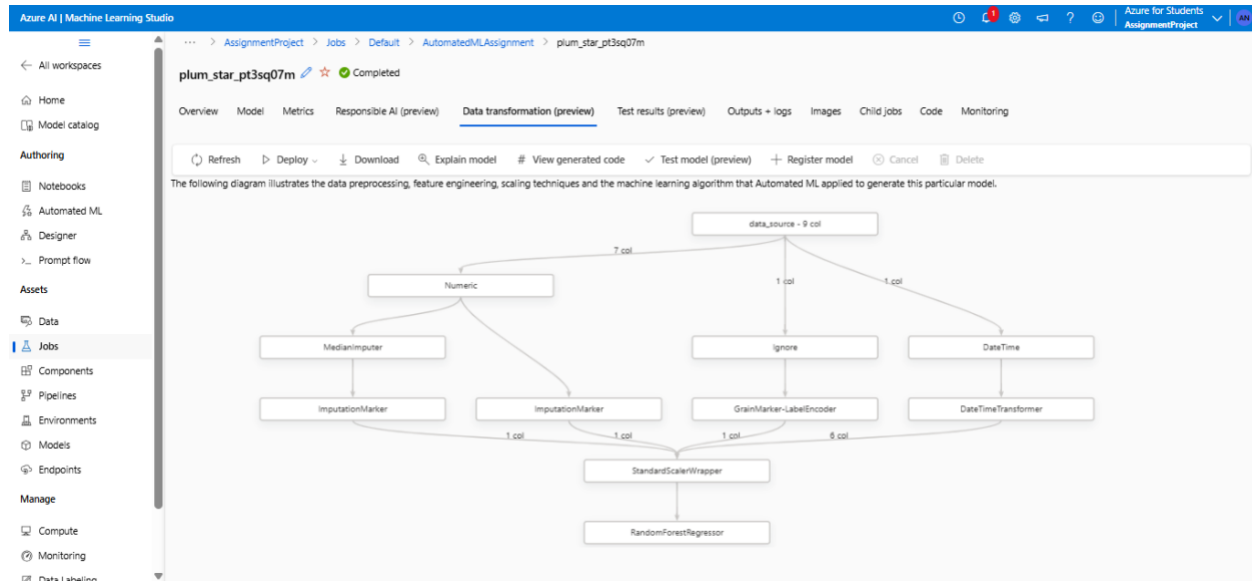 Azure AI | Machine Learning Studio
1
Azure for Students
AssignmentProject
AN
All workspaces
Home
Model catalog
Authoring
Notebooks
Automated ML
Designer
Prompt flow
Assets
Data
Jobs
Components
Pipelines
Environments
Models
Endpoints
Manage
Compute
Monitoring
Data Labeling
··· > AssignmentProject > Jobs > Default > AutomatedMLAssignment > plum_star_pt3sq07m
plum_star_pt3sq07m Completed
Overview Model Metrics Responsible AI (preview) Data transformation (preview) Test results (preview) Outputs + logs Images Child jobs Code Monitoring
Refresh Deploy Download Explain model # View generated code Test model (preview) Register model Cancel Delete
The following diagram illustrates the data preprocessing, feature engineering, scaling techniques and the machine learning algorithm that Automated ML applied to generate this particular model.
data_source - 9 col
7 col
1 col
1 col
Numeric
MedianImputer
Ignore
DateTime
ImputationMarker
ImputationMarker
GrainMarker-LabelEncoder
DateTimeTransformer
1 col
1 col
1 col
6 col
StandardScalerWrapper
RandomForestRegressor